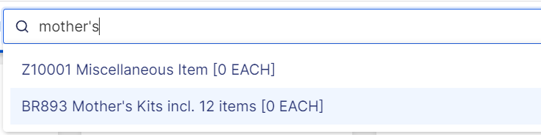 mother's
Z10001 Miscellaneous Item [0 EACH]
BR893 Mother's Kits incl. 12 items [0 EACH]